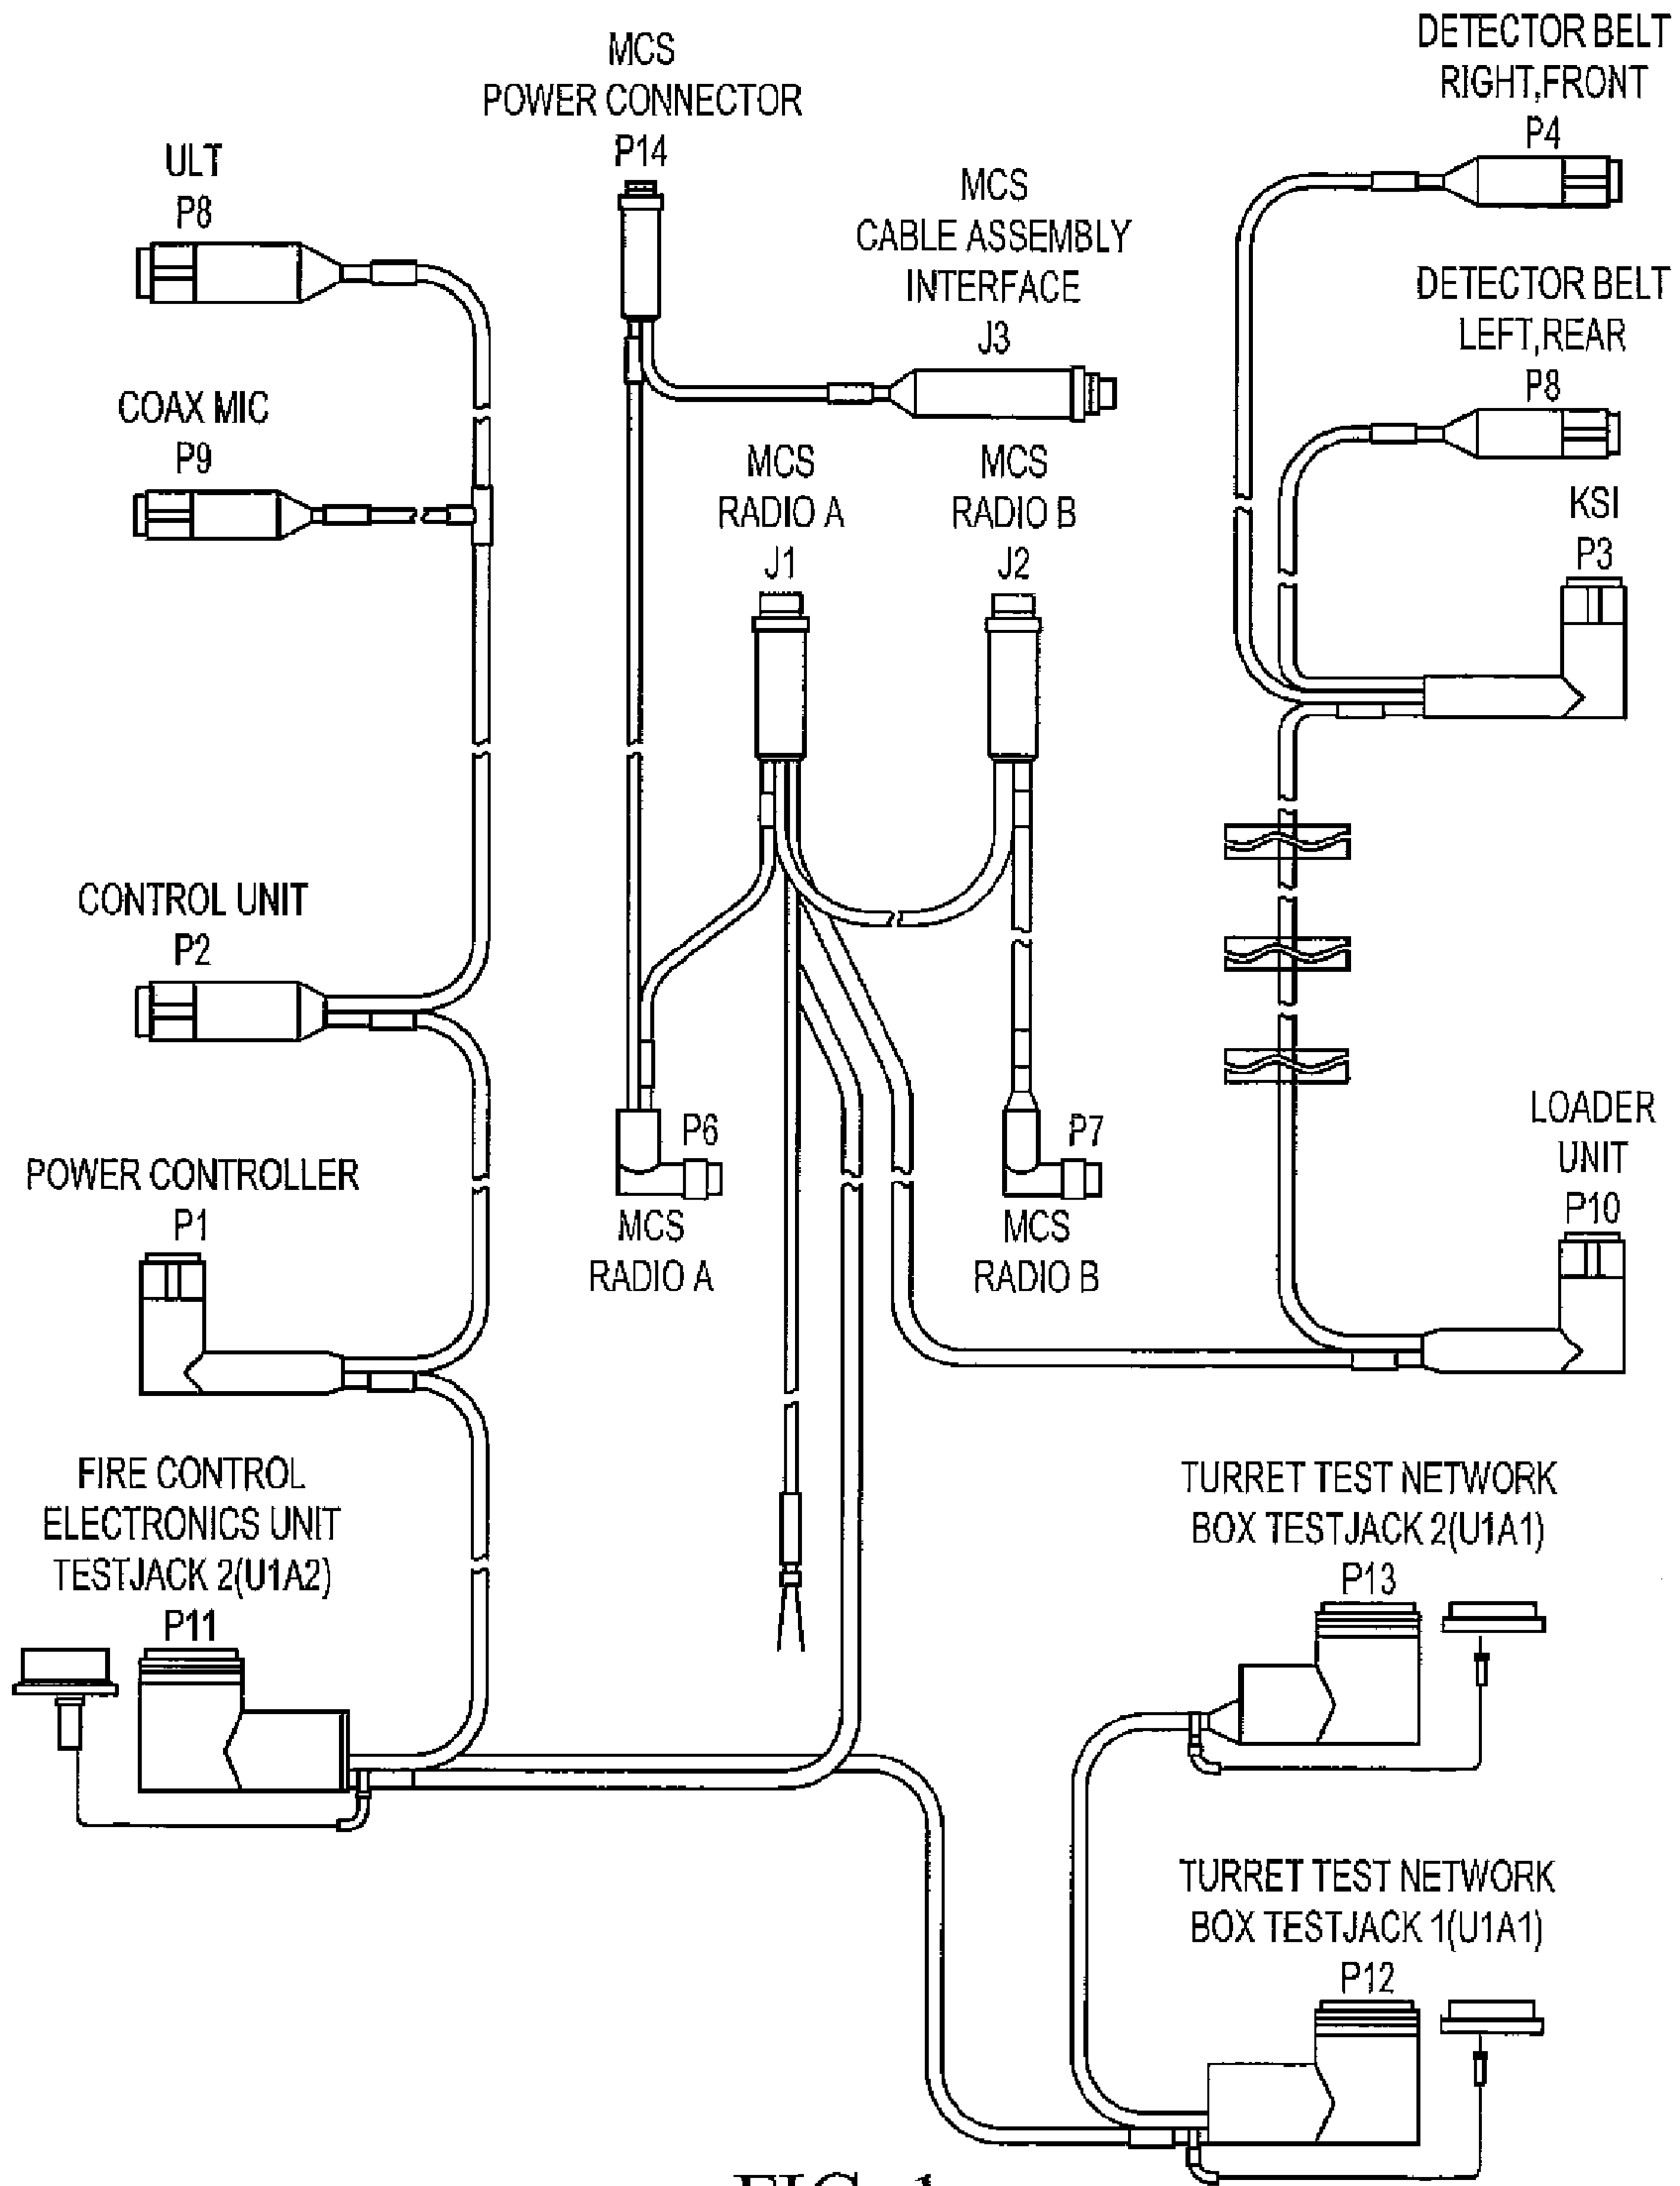 MCS
POWER CONNECTOR
P14
DETECTOR BELT
RIGHT,FRONT
P4
ULT
P8
MCS
CABLE ASSEMBLY
INTERFACE
J3
DETECTOR BELT
LEFT,REAR
P8
COAX MIC
P9
MCS
RADIO A
J1
MCS
RADIO B
J2
KSI
P3
CONTROL UNIT
P2
POWER CONTROLLER
P1
P6
MCS
RADIO A
P7
MCS
RADIO B
LOADER
UNIT
P10
FIRE CONTROL
ELECTRONICS UNIT
TESTJACK 2(U1A2)
P11
TURRET TEST NETWORK
BOX TESTJACK 2(U1A1)
P13
TURRET TEST NETWORK
BOX TESTJACK 1(U1A1)
P12
FIG. 1